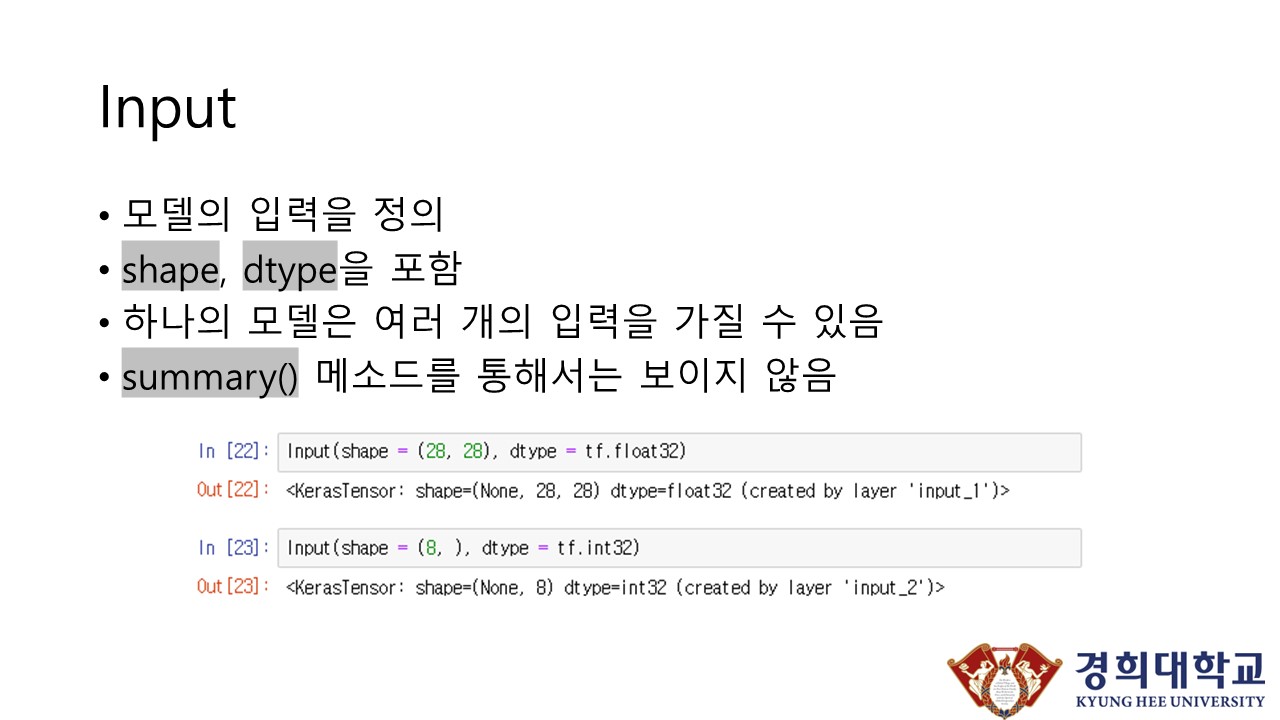 Input
• 모델의 입력을 정의
• shape, dtype을 포함
• 하나의 모델은 여러 개의 입력을 가질 수 있음
• summary() 메소드를 통해서는 보이지 않음
In [22]: Input(shape = (28, 28), dtype = tf.float32)
Out[22]: <KerasTensor: shape=(None, 28, 28) dtype=float32 (created by layer 'input_1')>
In [23]: Input(shape = (8, ), dtype = tf.int32)
Out[23]: <KerasTensor: shape=(None, 8) dtype=int32 (created by layer 'input_2')>
경희대학교
KYUNG HEE UNIVERSITY